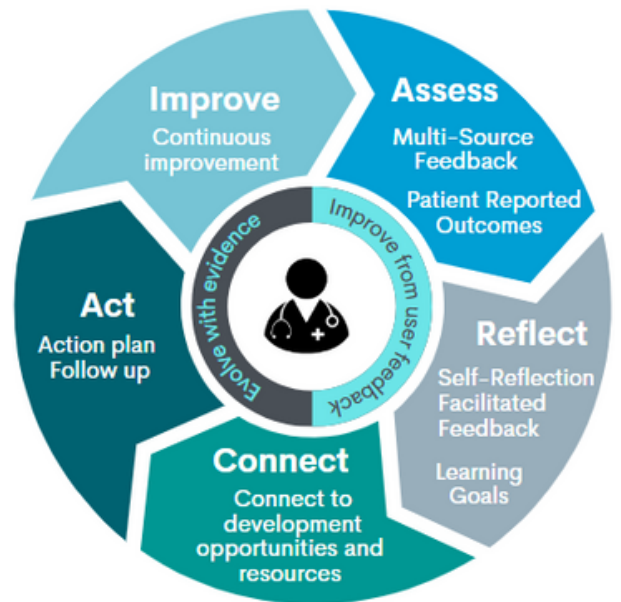 Improve
Continuous
improvement
Assess
Multi-Source
Feedback
Patient Reported
Outcomes
Reflect
Self-Reflection
Facilitated
Feedback
Learning
Goals
Connect
Connect to
development
opportunities and
resources
Act
Action plan
Follow up
Evolve with evidence
Improve from user feedback